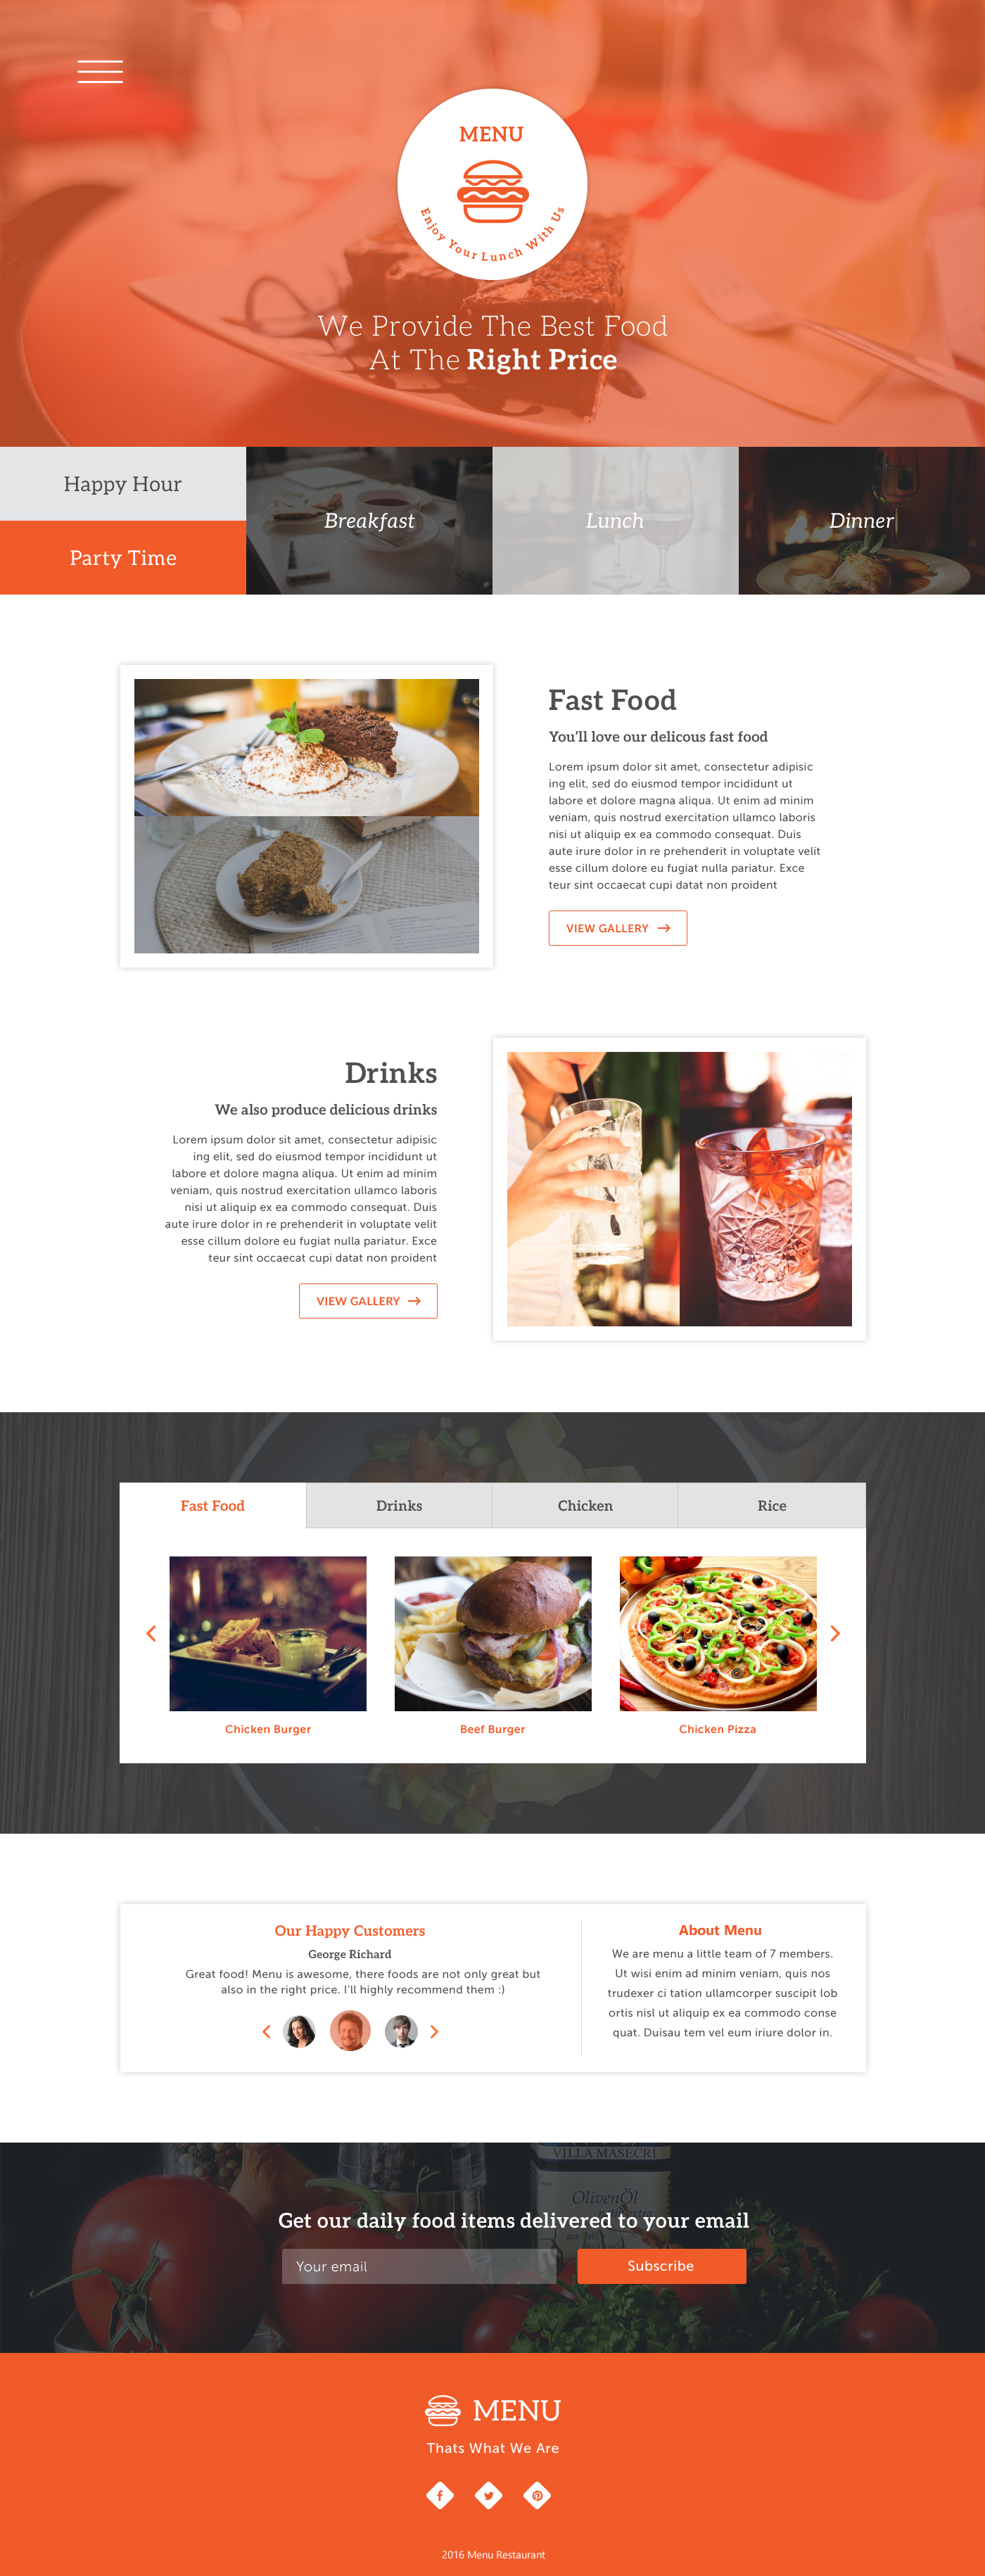 MENU
Enjoy Your Lunch With Us
We Provide The Best Food
At The Right Price
Happy Hour
Party Time
Breakfast
Lunch
Dinner
Fast Food
You'll love our delicous fast food
Lorem ipsum dolor sit amet, consectetur adipisic
ing elit, sed do eiusmod tempor incididunt ut
labore et dolore magna aliqua. Ut enim ad minim
veniam, quis nostrud exercitation ullamco laboris
nisi ut aliquip ex ea commodo consequat. Duis
aute irure dolor in re prehenderit in voluptate velit
esse cillum dolore eu fugiat nulla pariatur. Exce
teur sint occaecat cupi datat non proident
VIEW GALLERY →
Drinks
We also produce delicious drinks
Lorem ipsum dolor sit amet, consectetur adipisic
ing elit, sed do eiusmod tempor incididunt ut
labore et dolore magna aliqua. Ut enim ad minim
veniam, quis nostrud exercitation ullamco laboris
nisi ut aliquip ex ea commodo consequat. Duis
aute irure dolor in re prehenderit in voluptate velit
esse cillum dolore eu fugiat nulla pariatur. Exce
teur sint occaecat cupi datat non proident
VIEW GALLERY →
Fast Food
Drinks
Chicken
Rice
Chicken Burger
Beef Burger
Chicken Pizza
Our Happy Customers
George Richard
Great food! Menu is awesome, there foods are not only great but
also in the right price. I'll highly recommend them :)
About Menu
We are menu a little team of 7 members.
Ut wisi enim ad minim veniam, quis nos
trudexer ci tation ullamcorper suscipit lob
ortis nisl ut aliquip ex ea commodo conse
quat. Duisau tem vel eum iriure dolor in.
VILLA MASECRI
OlivenÖl
Get our daily food items delivered to your email
Your email
Subscribe
MENU
Thats What We Are
2016 Menu Restaurant